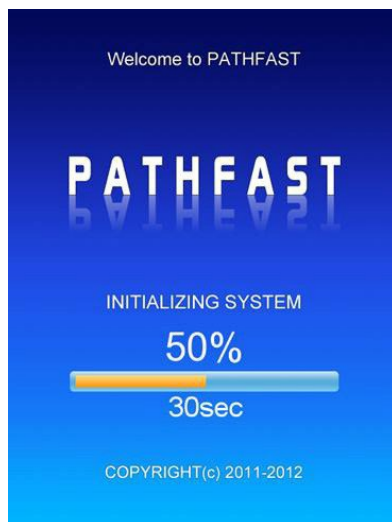 Welcome to PATHFAST
PATHFAST
INITIALIZING SYSTEM
50%
30sec
COPYRIGHT(c) 2011-2012